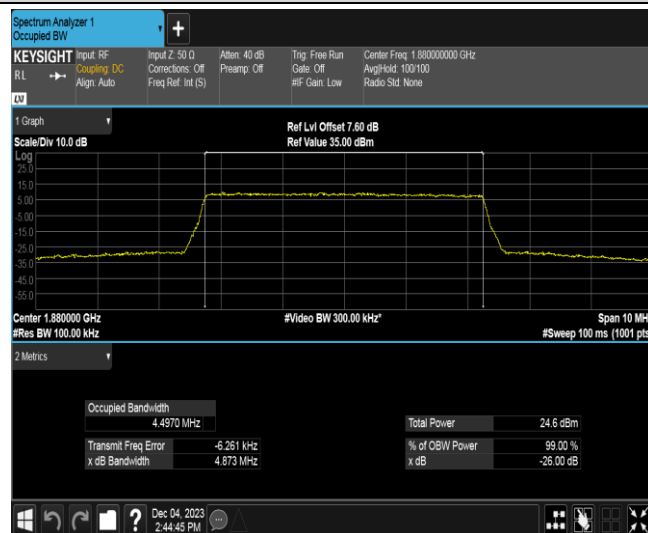 Spectrum Analyzer 1
Occupied BW
+
KEYSIGHT
RL
LXI
Input: RF
Coupling: DC
Align: Auto
Input Z: 50 Ω
Corrections: Off
Freq Ref: Int (S)
Atten: 40 dB
Preamp: Off
Trig: Free Run
Gate: Off
#IF Gain: Low
Center Freq: 1.880000000 GHz
Avg|Hold: 100/100
Radio Std: None
1 Graph
Scale/Div 10.0 dB
Ref Lvl Offset 7.60 dB
Ref Value 35.00 dBm
Log
25.0
15.0
5.00
-5.00
-15.0
-25.0
-35.0
-45.0
-55.0
Center 1.880000 GHz
#Res BW 100.00 kHz
#Video BW 300.00 kHz*
Span 10 MH
#Sweep 100 ms (1001 pts
2 Metrics
Occupied Bandwidth
4.4970 MHz
Transmit Freq Error -6.261 kHz
x dB Bandwidth 4.873 MHz
Total Power 24.6 dBm
% of OBW Power 99.00 %
x dB -26.00 dB
?
Dec 04, 2023
2:44:45 PM